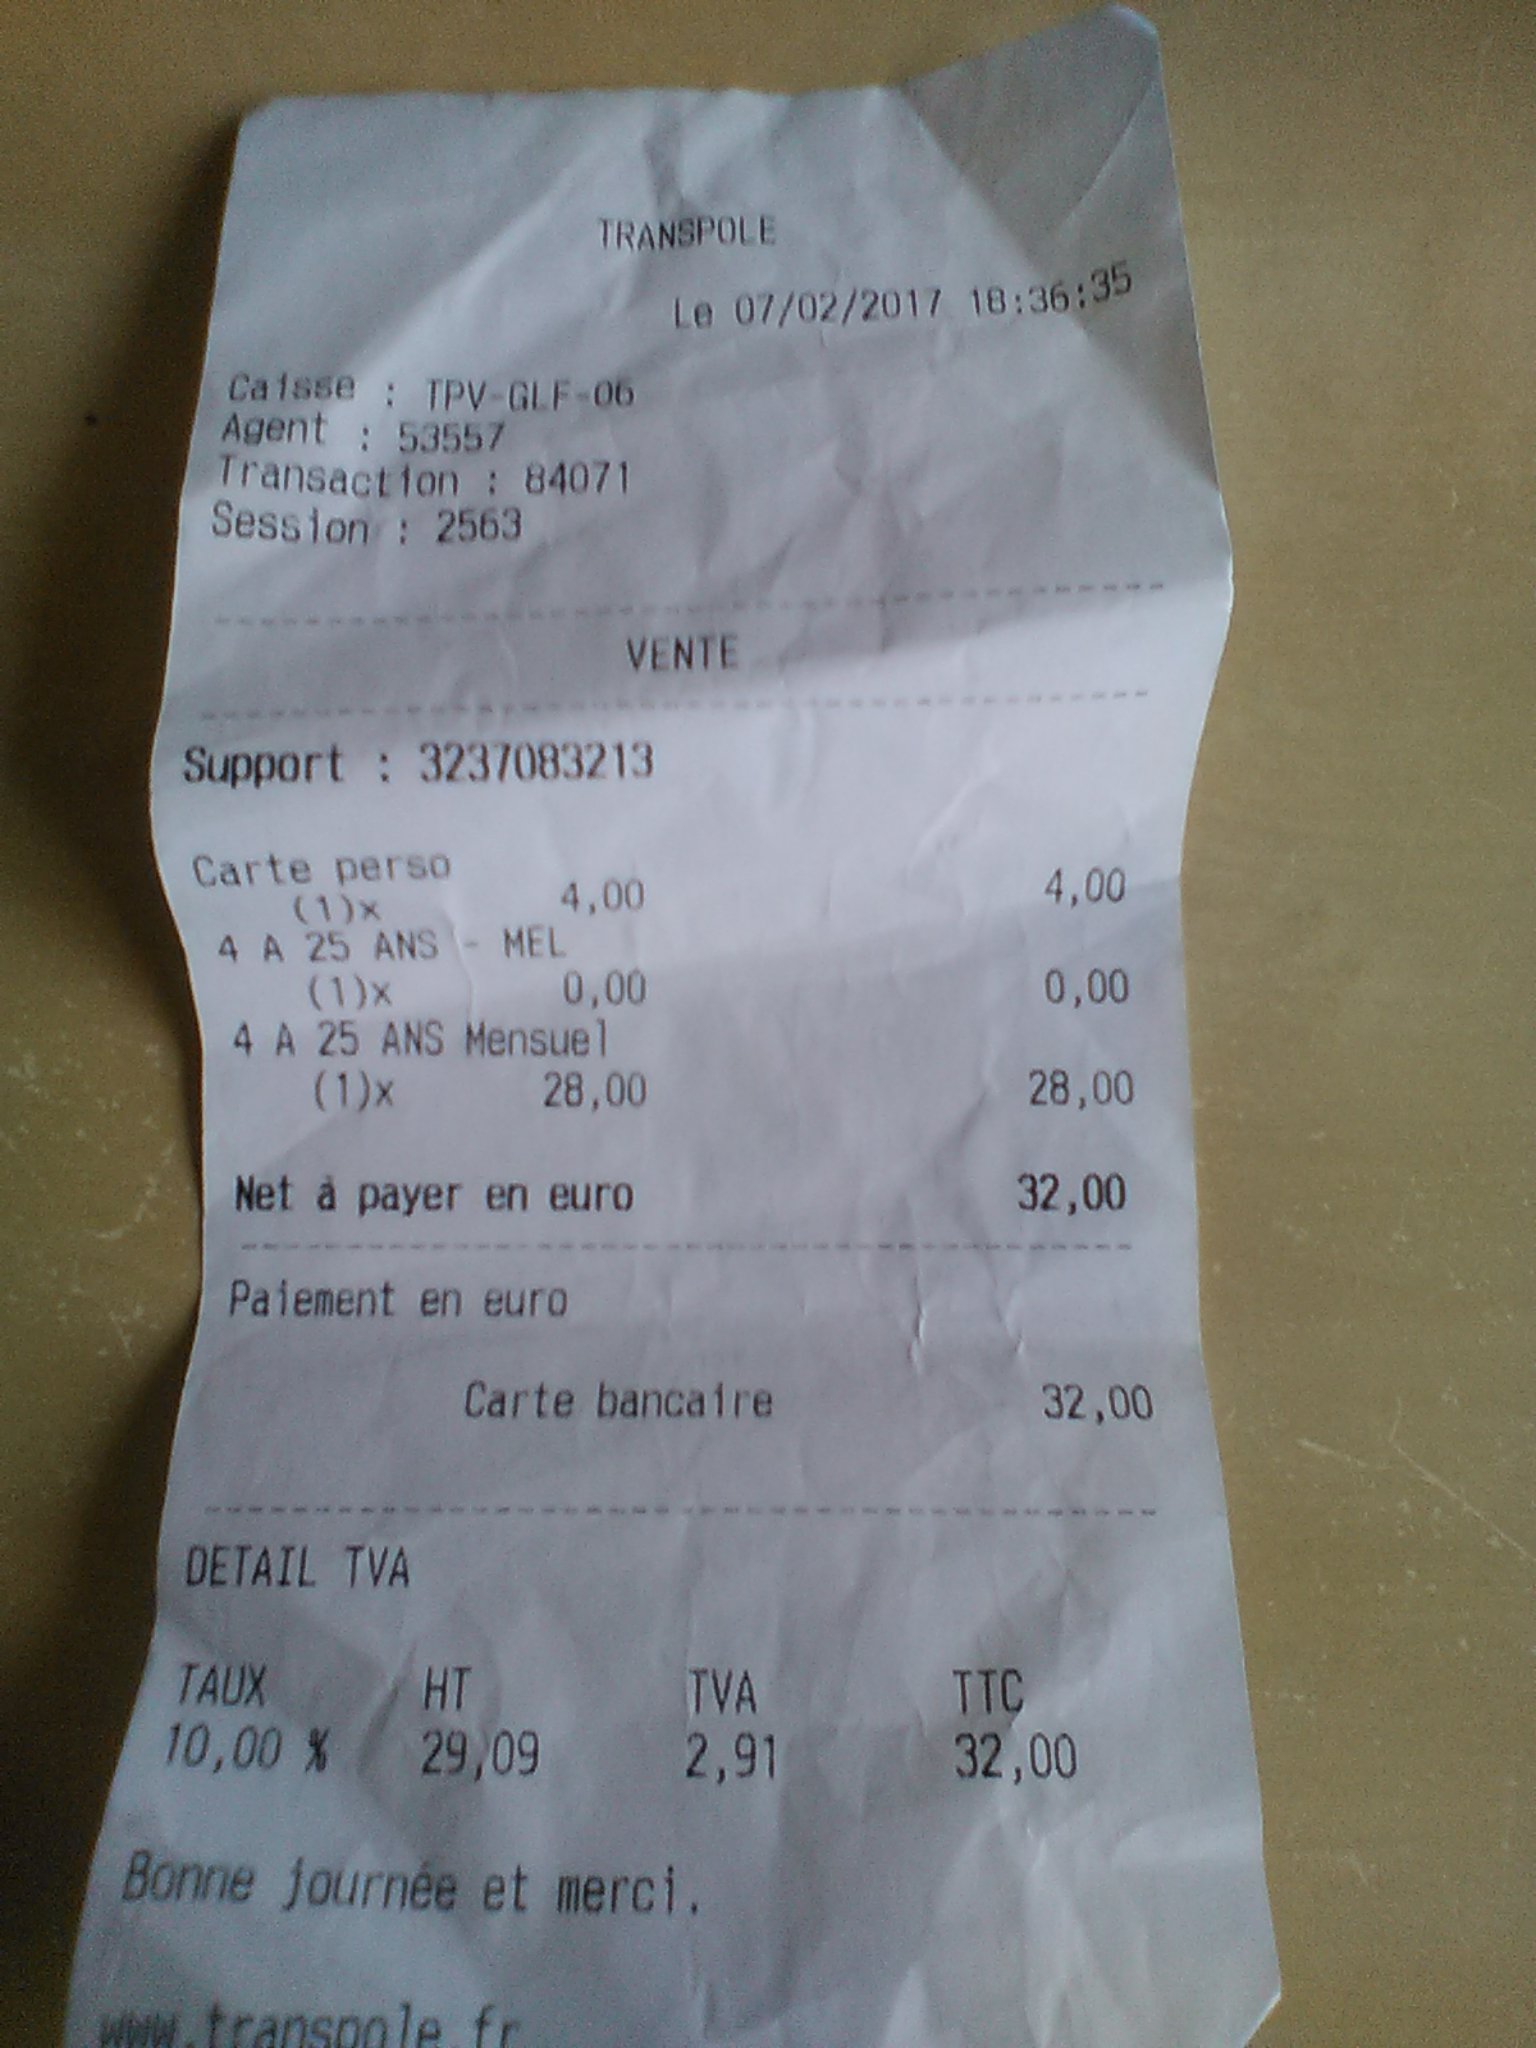 TRANSPOLE
Le 07/02/2017 18:36:35
Caisse : TPV-GLF-06
Agent : 53557
Transaction : 84071
Session : 2563
VENTE
Support : 3237083213
Carte perso
(1)x 4,00 4,00
4 A 25 ANS - MEL
(1)x 0,00 0,00
4 A 25 ANS Mensuel
(1)x 28,00 28,00
Net à payer en euro 32,00
Paiement en euro
Carte bancaire 32,00
DETAIL TVA
TAUX HT TVA TTC
10,00 % 29,09 2,91 32,00
Bonne journée et merci.
www.transpole.fr